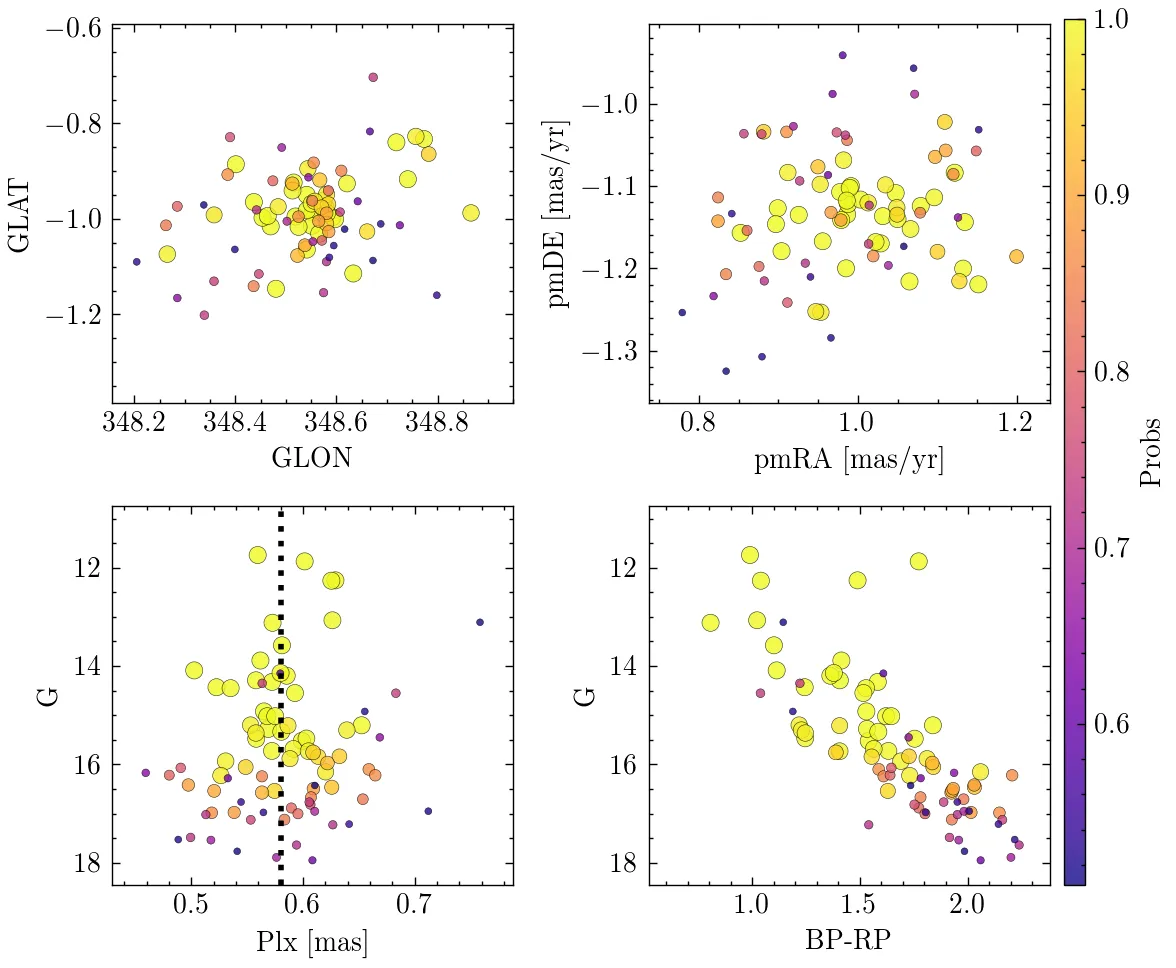 −0.6
−0.8
−1.0
−1.2
GLAT
348.2 348.4 348.6 348.8
GLON
−1.0
−1.1
−1.2
−1.3
pmDE [mas/yr]
0.8 1.0 1.2
pmRA [mas/yr]
12
14
16
18
G
0.5 0.6 0.7
Plx [mas]
12
14
16
18
G
1.0 1.5 2.0
BP-RP
1.0
0.9
0.8
0.7
0.6
Probs